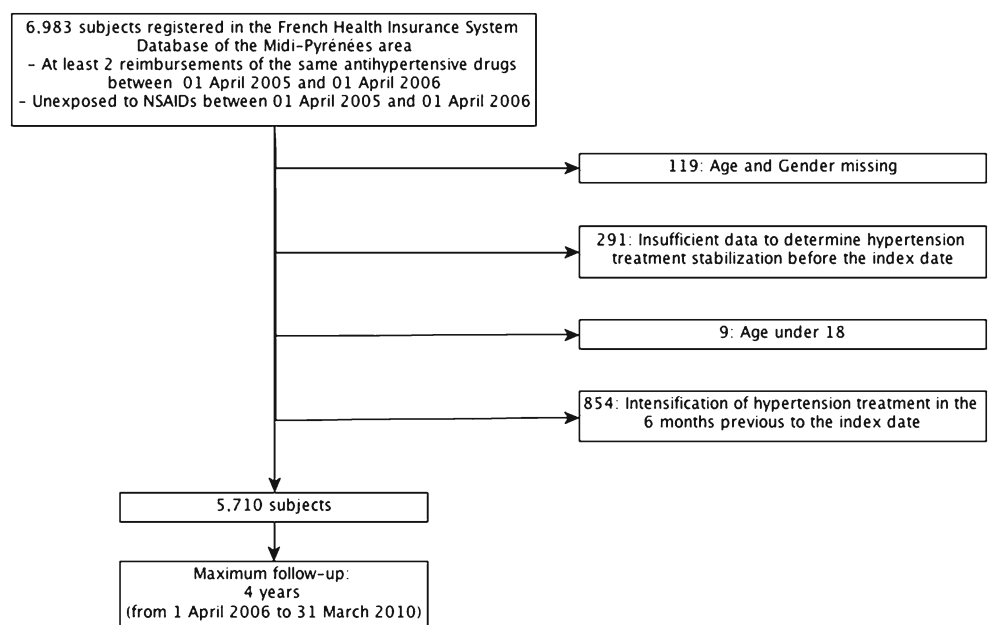 6,983 subjects registered in the French Health Insurance System
Database of the Midi-Pyrénées area
- At least 2 reimbursements of the same antihypertensive drugs
between 01 April 2005 and 01 April 2006
- Unexposed to NSAIDs between 01 April 2005 and 01 April 2006
119: Age and Gender missing
291: Insufficient data to determine hypertension
treatment stabilization before the index date
9: Age under 18
854: Intensification of hypertension treatment in the
6 months previous to the index date
5,710 subjects
Maximum follow-up:
4 years
(from 1 April 2006 to 31 March 2010)